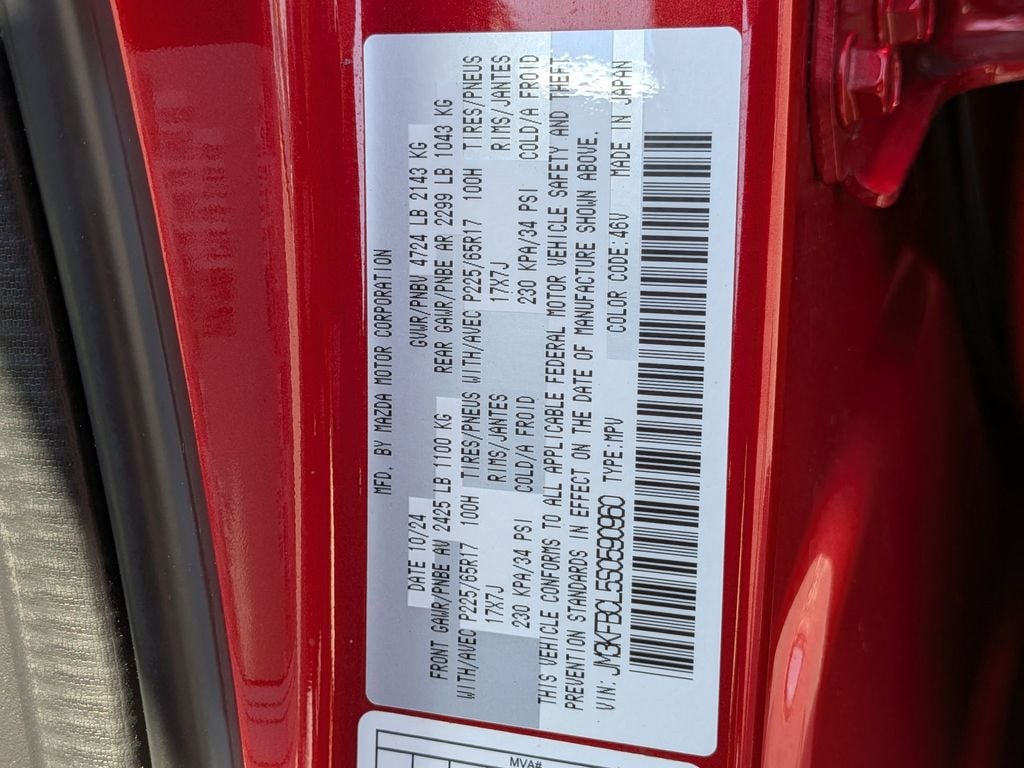 MFD. BY MAZDA MOTOR CORPORATION
DATE 10/24 GVWR/PNBV 4724 LB 2143 KG
FRONT GAWR/PNBE AV 2425 LB 1100 KG REAR GAWR/PNBE AR 2299 LB 1043 KG
WITH/AVEC P225/65R17 100H TIRES/PNEUS WITH/AVEC P225/65R17 100H TIRES/PNEUS
17X7J RIMS/JANTES 17X7J RIMS/JANTES
230 KPA/34 PSI COLD/A FROID 230 KPA/34 PSI COLD/A FROID
THIS VEHICLE CONFORMS TO ALL APPLICABLE FEDERAL MOTOR VEHICLE SAFETY AND THEFT
PREVENTION STANDARDS IN EFFECT ON THE DATE OF MANUFACTURE SHOWN ABOVE.
VIN: JM3KFBCL5S0590960 TYPE:MPV COLOR CODE:46V MADE IN JAPAN
MVA#